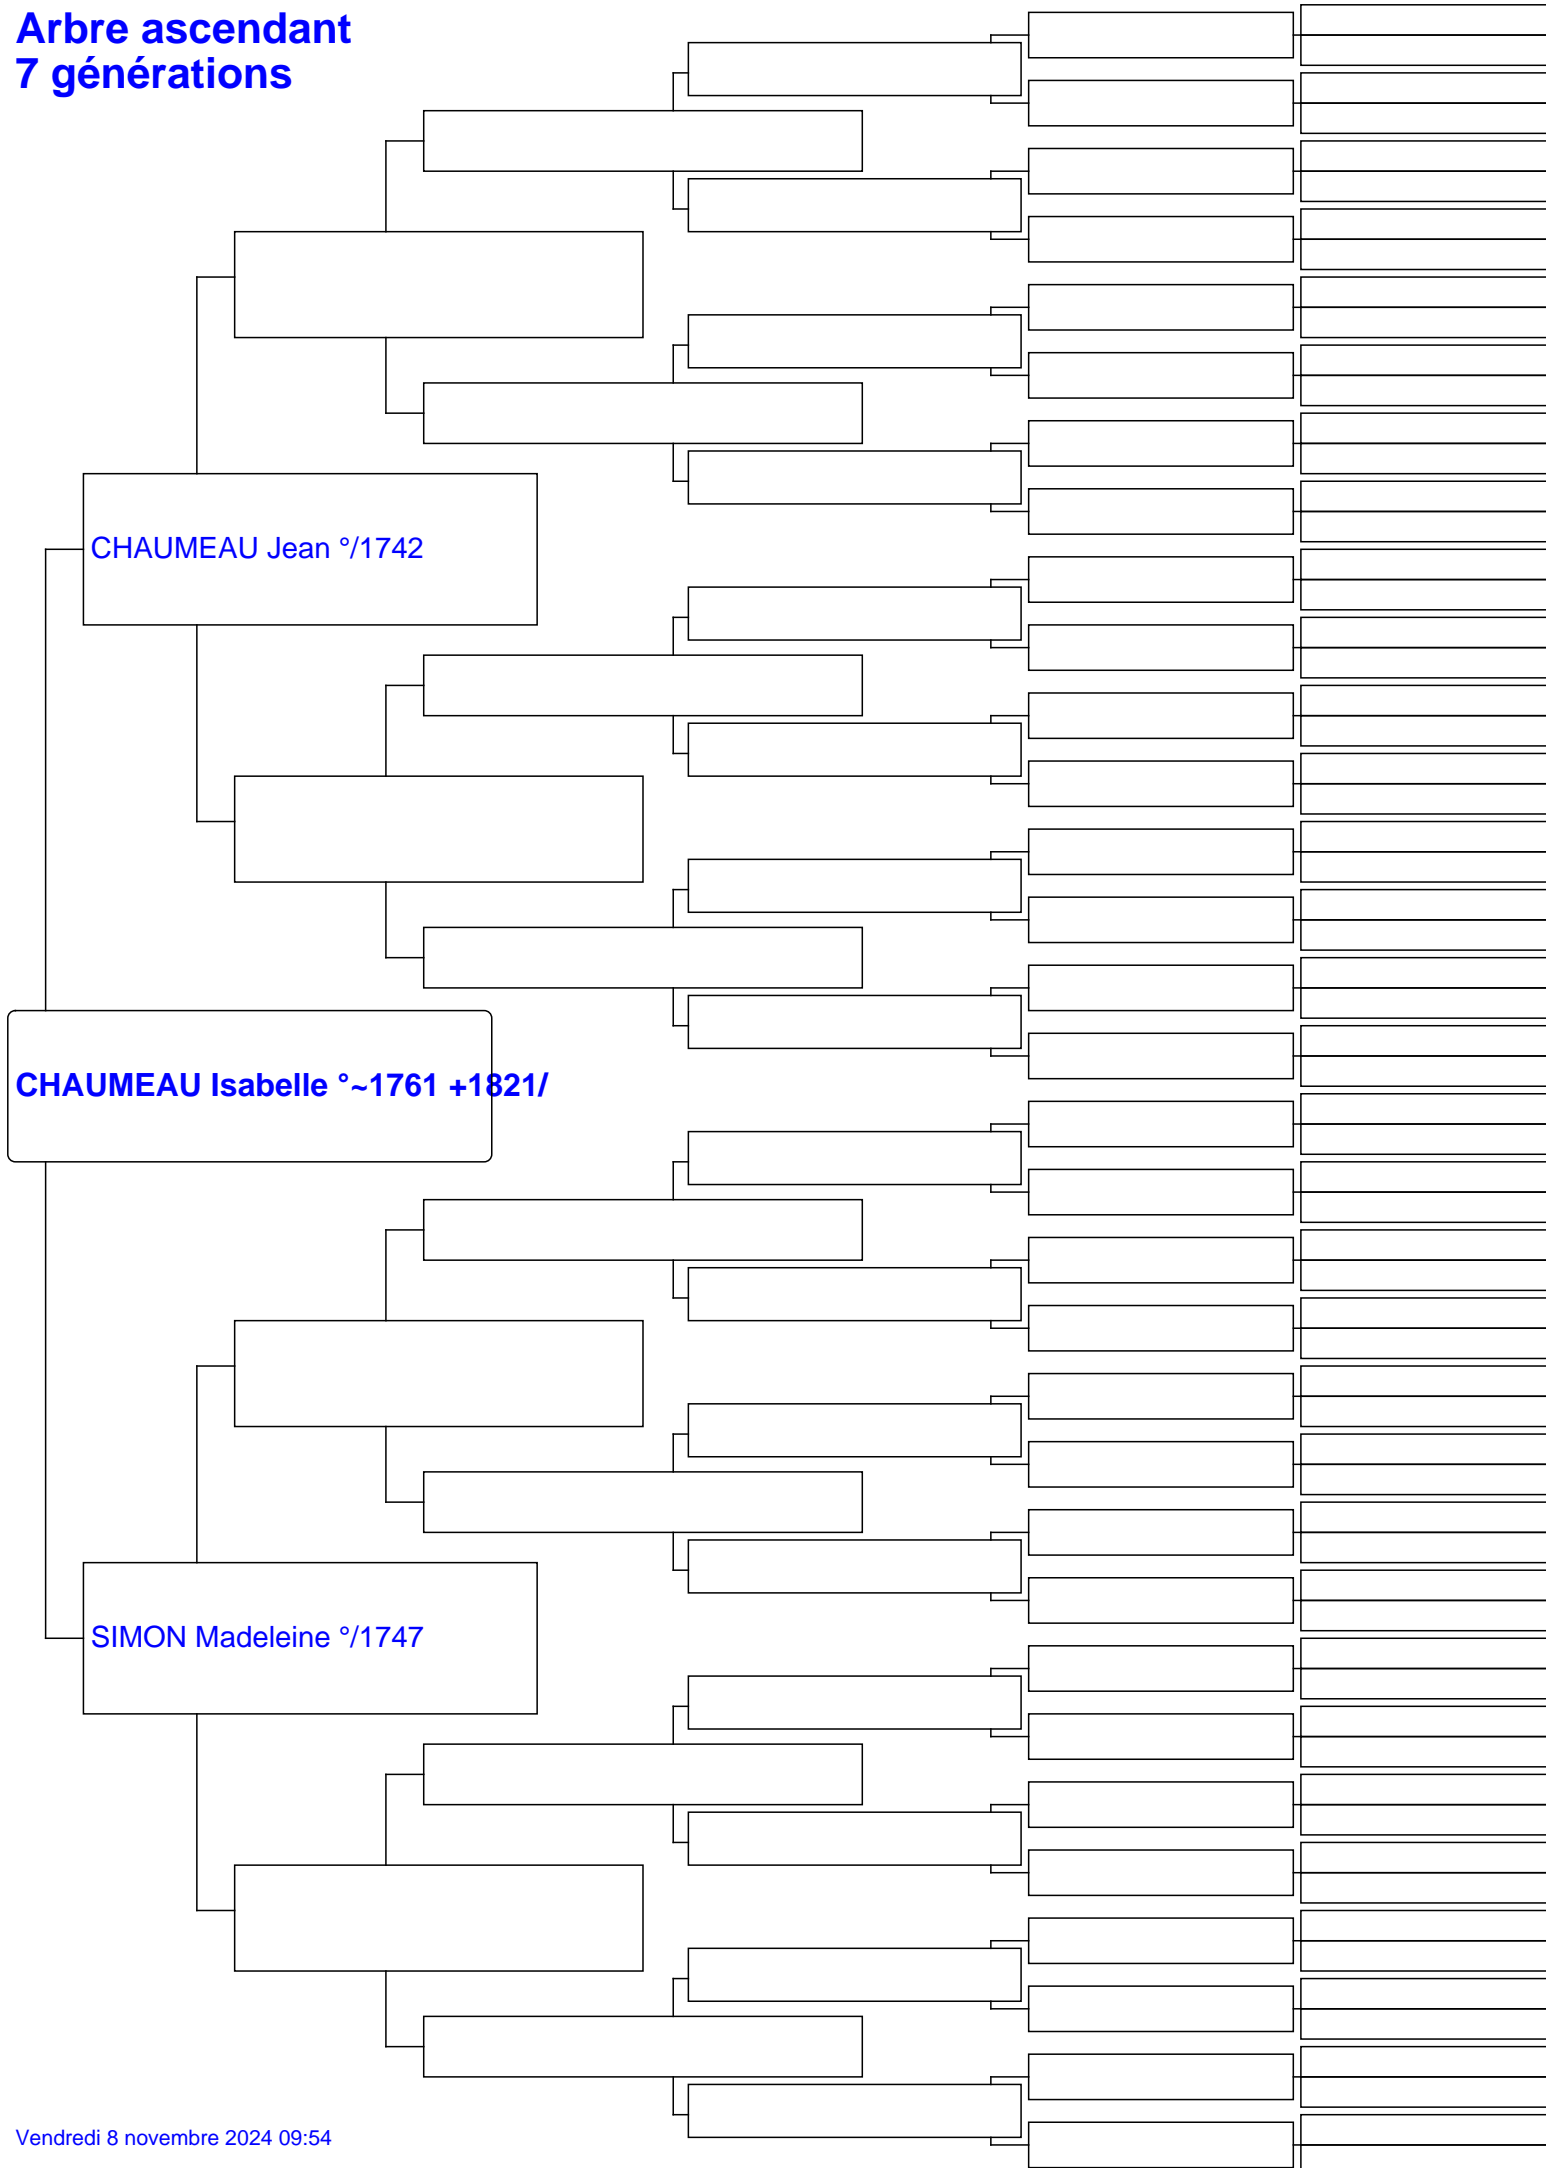 Arbre ascendant
7 générations
CHAUMEAU Jean °/1742
CHAUMEAU Isabelle °~1761 +1821/
SIMON Madeleine °/1747
Vendredi 8 novembre 2024 09:54